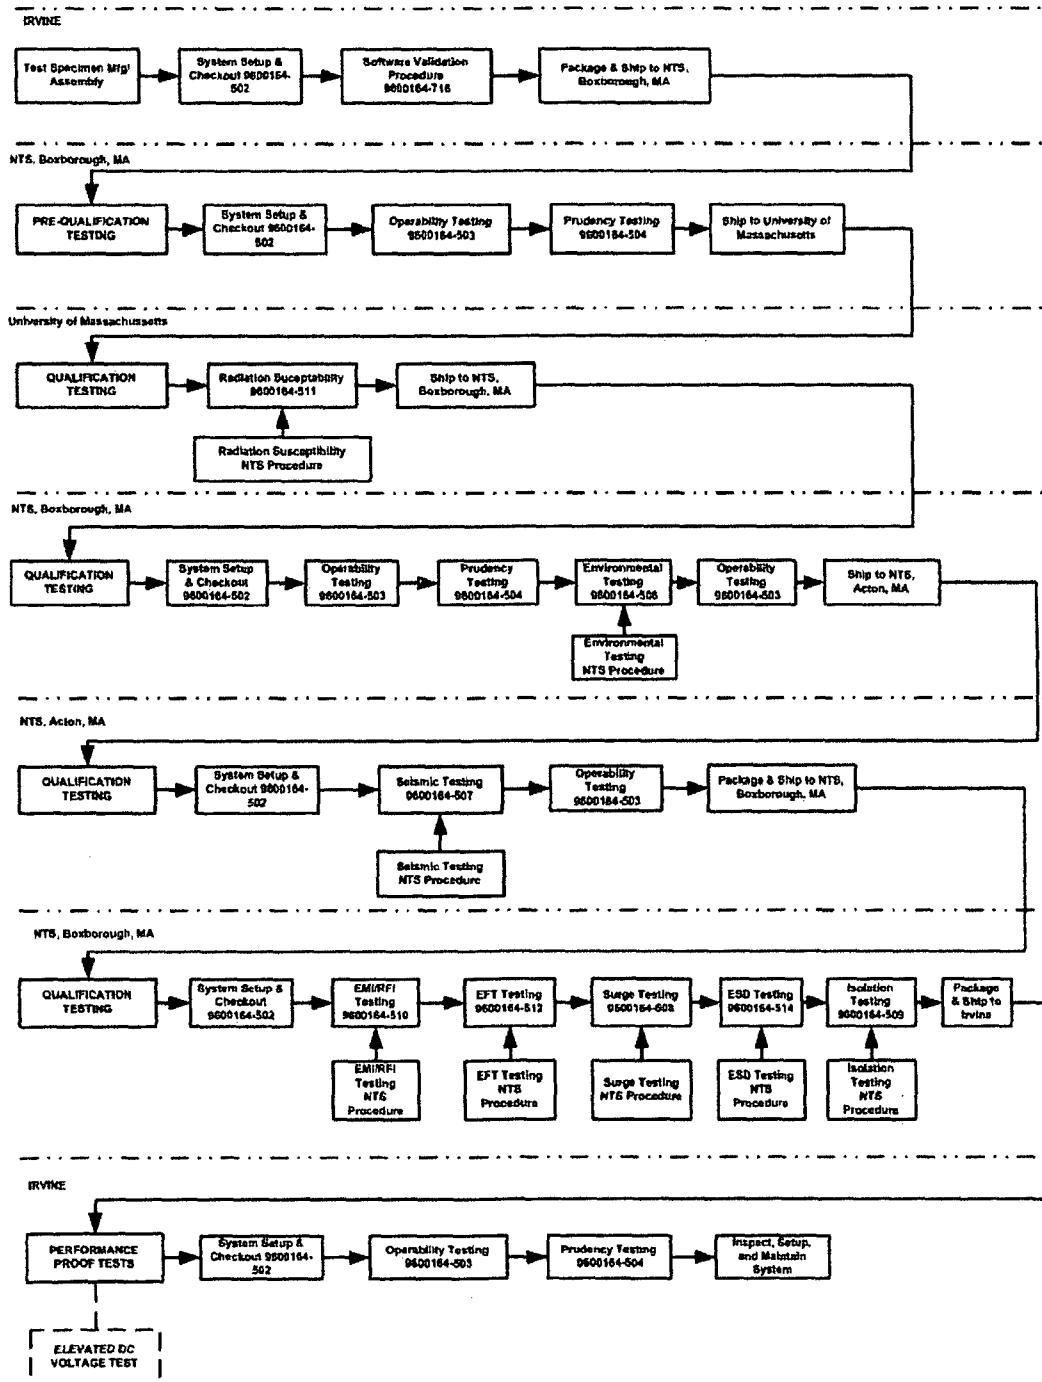 IRVINE
Test Specimen Mfg/
Assembly
System Setup &
Checkout 9600164-
502
Software Validation
Procedure
9600164-716
Package & Ship to NTS,
Boxborough, MA
NTS, Boxborough, MA
PRE-QUALIFICATION
TESTING
System Setup &
Checkout 9600164-
502
Operability Testing
9600164-503
Prudency Testing
9600164-504
Ship to University of
Massachusetts
University of Massachussetts
QUALIFICATION
TESTING
Radiation Suceptability
9600164-511
Ship to NTS,
Boxborough, MA
Radiation Susceptibility
NTS Procedure
NTS, Boxborough, MA
QUALIFICATION
TESTING
System Setup
& Checkout
9600164-502
Operability
Testing
9600164-503
Prudency
Testing
9600164-504
Environmental
Testing
9600164-506
Operability
Testing
9600164-503
Ship to NTS,
Acton, MA
Environmental
Testing
NTS Procedure
NTS, Acton, MA
QUALIFICATION
TESTING
System Setup &
Checkout 9600164-
502
Seismic Testing
9600164-507
Operability
Testing
9600164-503
Package & Ship to NTS,
Boxborough, MA
Seismic Testing
NTS Procedure
NTS, Boxborough, MA
QUALIFICATION
TESTING
System Setup &
Checkout
9600164-502
EMI/RFI
Testing
9600164-510
EFT Testing
9600164-512
Surge Testing
9600164-508
ESD Testing
9600164-514
Isolation
Testing
9600164-509
Package
& Ship to
Irvine
EMI/RFI
Testing
NTS
Procedure
EFT Testing
NTS
Procedure
Surge Testing
NTS Procedure
ESD Testing
NTS
Procedure
Isolation
Testing
NTS
Procedure
IRVINE
PERFORMANCE
PROOF TESTS
System Setup &
Checkout 9600164-
502
Operability Testing
9600164-503
Prudency Testing
9600164-504
Inspect, Setup,
and Maintain
System
ELEVATED DC
VOLTAGE TEST